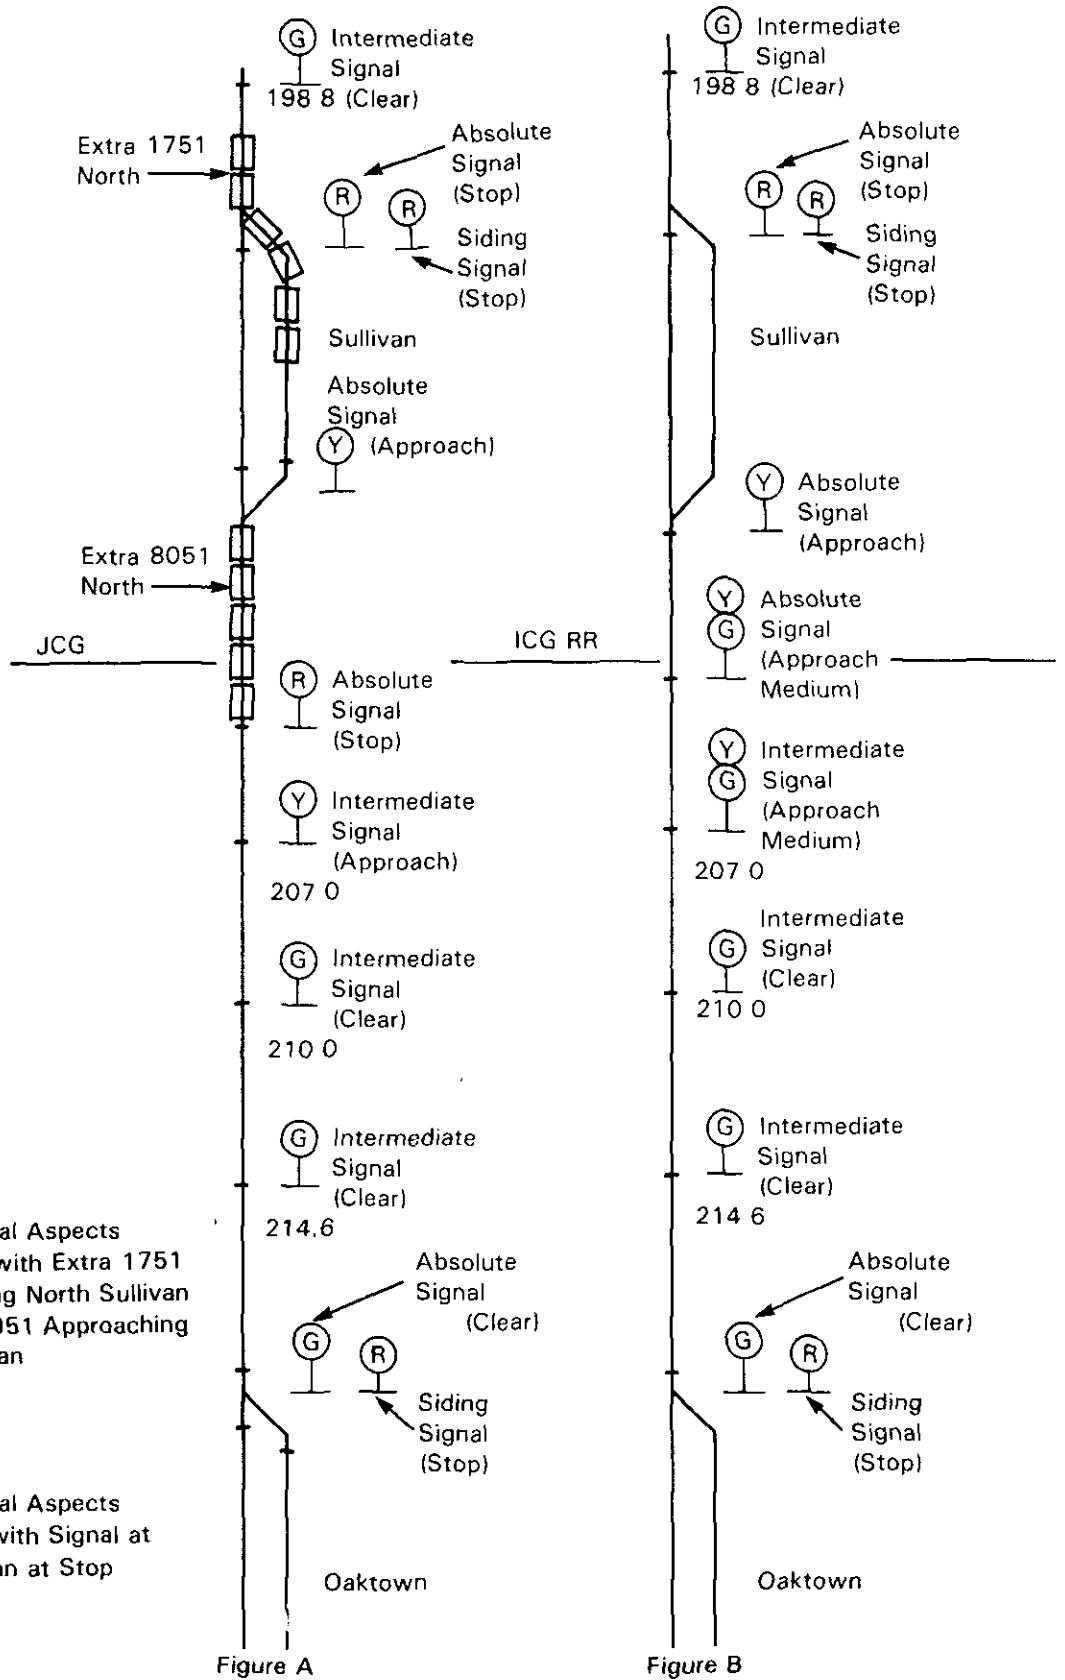 G
Intermediate
Signal
198 8 (Clear)
Extra 1751
North
Absolute
Signal
(Stop)
R
R
Siding
Signal
(Stop)
Sullivan
Absolute
Signal
Y
(Approach)
Extra 8051
North
JCG
R
Absolute
Signal
(Stop)
Y
Intermediate
Signal
(Approach)
207 0
G
Intermediate
Signal
(Clear)
210 0
G
Intermediate
Signal
(Clear)
214.6
al Aspects
with Extra 1751
ng North Sullivan
051 Approaching
an
Absolute
Signal
(Clear)
G
R
Siding
Signal
(Stop)
al Aspects
with Signal at
an at Stop
Oaktown
Figure A
G
Intermediate
Signal
198 8 (Clear)
Absolute
Signal
(Stop)
R
R
Siding
Signal
(Stop)
Sullivan
Y
Absolute
Signal
(Approach)
ICG RR
Y
G
Absolute
Signal
(Approach
Medium)
Y
G
Intermediate
Signal
(Approach
Medium)
207 0
Intermediate
G
Signal
(Clear)
210 0
G
Intermediate
Signal
(Clear)
214 6
Absolute
Signal
(Clear)
G
R
Siding
Signal
(Stop)
Oaktown
Figure B